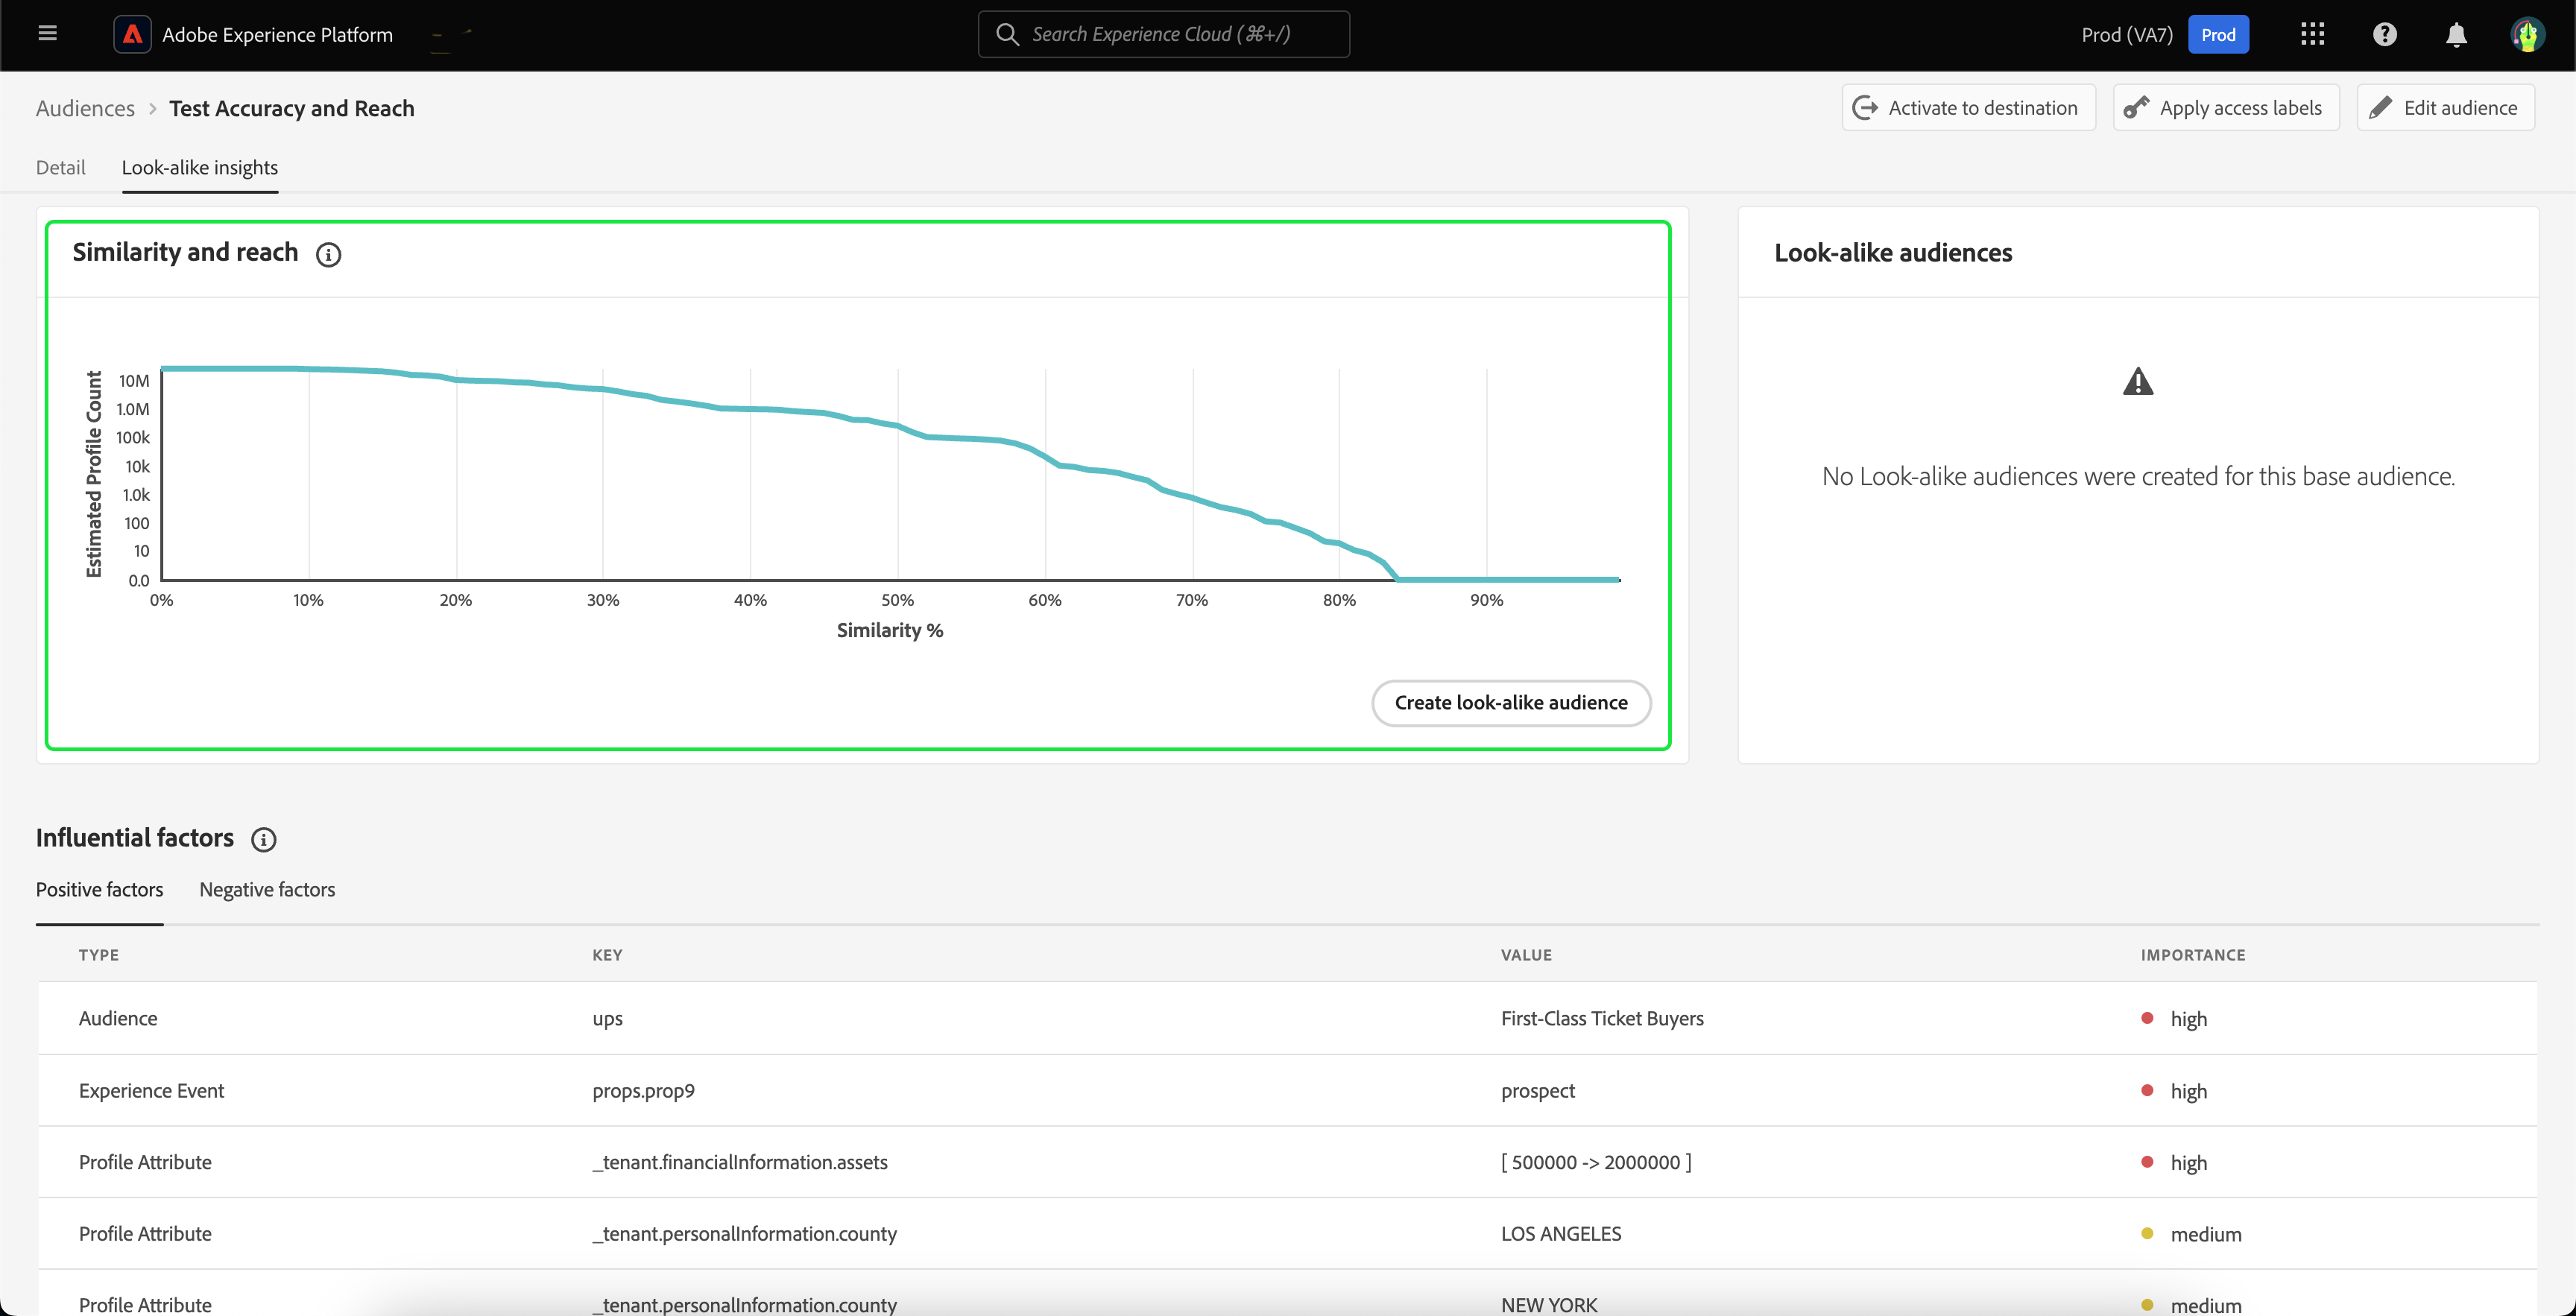 Adobe Experience Platform
Search Experience Cloud (⌘+/)
Prod (VA7)
Prod
Audiences > Test Accuracy and Reach
Activate to destination
Apply access labels
Edit audience
Detail
Look-alike insights
Similarity and reach
Estimated Profile Count
10M
1.0M
100k
10k
1.0k
100
10
0.0
0% 10% 20% 30% 40% 50% 60% 70% 80% 90%
Similarity %
Create look-alike audience
Look-alike audiences
No Look-alike audiences were created for this base audience.
Influential factors
Positive factors
Negative factors
TYPE KEY VALUE IMPORTANCE
Audience ups First-Class Ticket Buyers high
Experience Event props.prop9 prospect high
Profile Attribute _tenant.financialInformation.assets [ 500000 -> 2000000 ] high
Profile Attribute _tenant.personalInformation.county LOS ANGELES medium
Profile Attribute _tenant.personalInformation.county NEW YORK medium